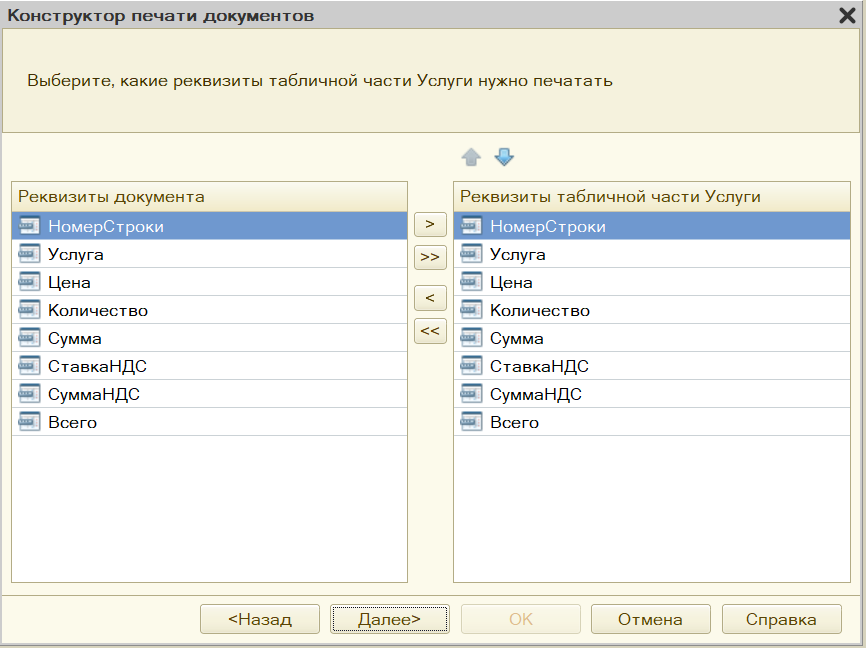 Конструктор печати документов
Выберите, какие реквизиты табличной части Услуги нужно печатать
Реквизиты документа
НомерСтроки
Услуга
Цена
Количество
Сумма
СтавкаНДС
СуммаНДС
Всего
>
>>
<
<<
Реквизиты табличной части Услуги
НомерСтроки
Услуга
Цена
Количество
Сумма
СтавкаНДС
СуммаНДС
Всего
<Назад
Далее>
OK
Отмена
Справка